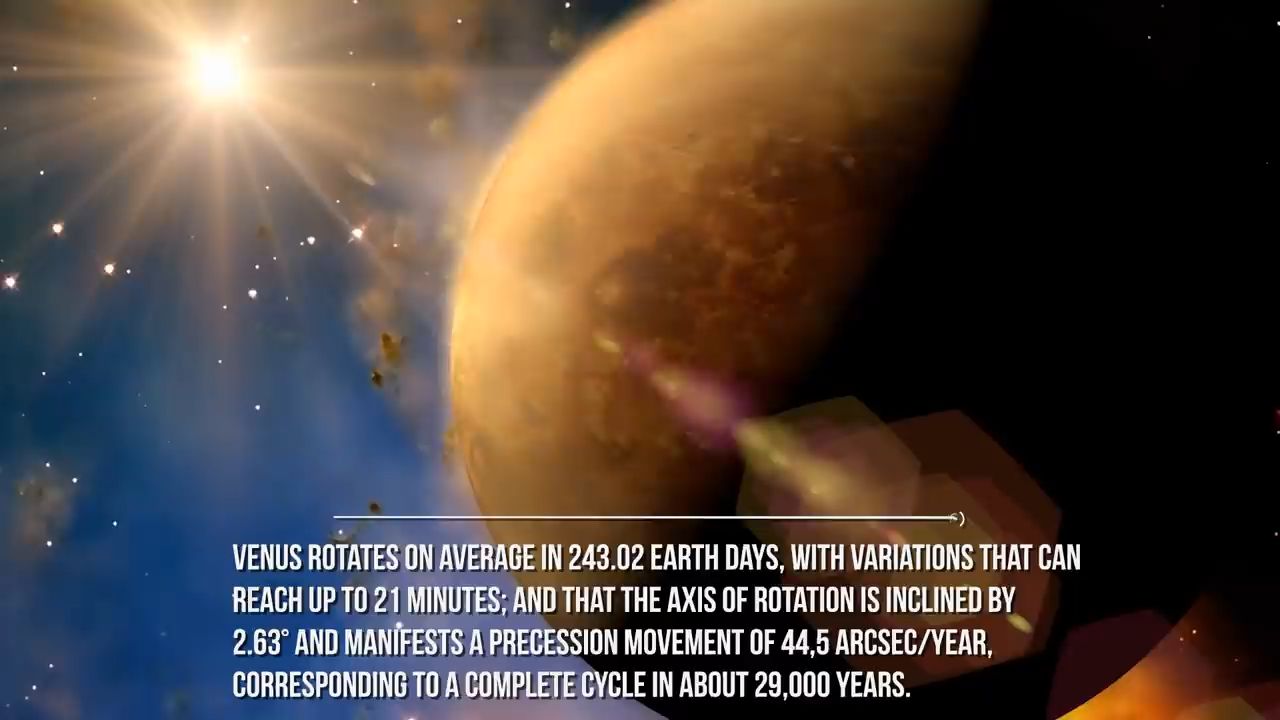 VENUS ROTATES ON AVERAGE IN 243.02 EARTH DAYS, WITH VARIATIONS THAT CAN
REACH UP TO 21 MINUTES; AND THAT THE AXIS OF ROTATION IS INCLINED BY
2.63° AND MANIFESTS A PRECESSION MOVEMENT OF 44,5 ARCSEC/YEAR,
CORRESPONDING TO A COMPLETE CYCLE IN ABOUT 29,000 YEARS.